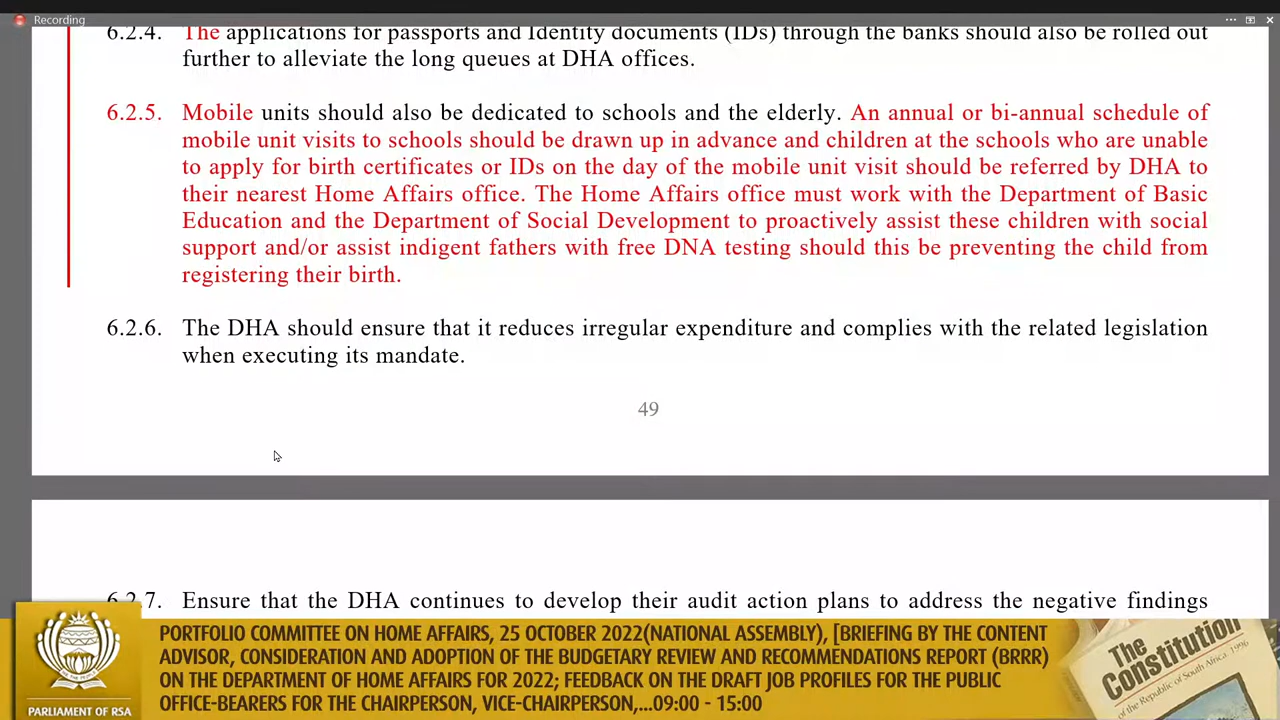 Recording
6.2.4. The applications for passports and Identity documents (IDs) through the banks should also be rolled out
further to alleviate the long queues at DHA offices.
6.2.5. Mobile units should also be dedicated to schools and the elderly. An annual or bi-annual schedule of
mobile unit visits to schools should be drawn up in advance and children at the schools who are unable
to apply for birth certificates or IDs on the day of the mobile unit visit should be referred by DHA to
their nearest Home Affairs office. The Home Affairs office must work with the Department of Basic
Education and the Department of Social Development to proactively assist these children with social
support and/or assist indigent fathers with free DNA testing should this be preventing the child from
registering their birth.
6.2.6. The DHA should ensure that it reduces irregular expenditure and complies with the related legislation
when executing its mandate.
49
6.2.7. Ensure that the DHA continues to develop their audit action plans to address the negative findings
PORTFOLIO COMMITTEE ON HOME AFFAIRS, 25 OCTOBER 2022(NATIONAL ASSEMBLY), [BRIEFING BY THE CONTENT
ADVISOR, CONSIDERATION AND ADOPTION OF THE BUDGETARY REVIEW AND RECOMMENDATIONS REPORT (BRRR)
ON THE DEPARTMENT OF HOME AFFAIRS FOR 2022; FEEDBACK ON THE DRAFT JOB PROFILES FOR THE PUBLIC
OFFICE-BEARERS FOR THE CHAIRPERSON, VICE-CHAIRPERSON,...09:00 - 15:00
PARLIAMENT OF RSA
The
Constitution
of the Republic of South Africa, 1996